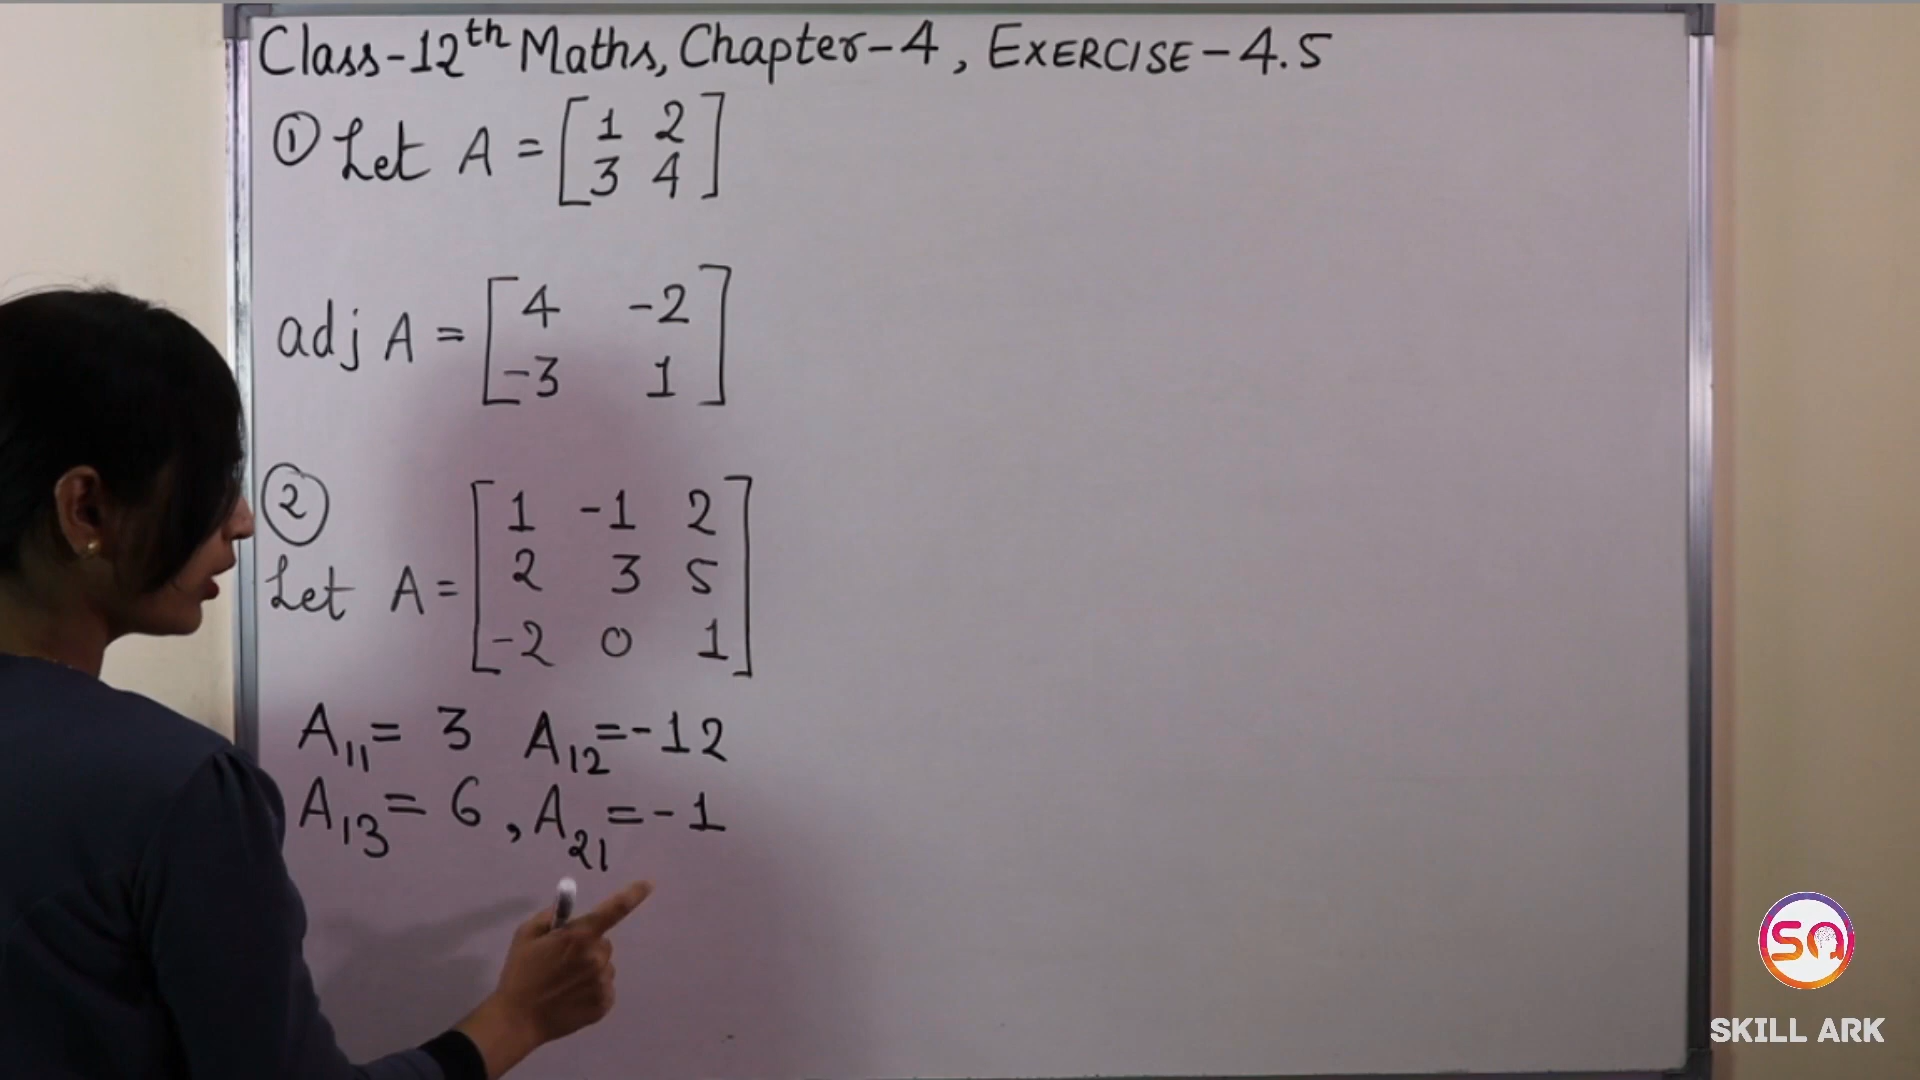 Class-12th Maths, Chapter-4, EXERCISE-4.5
① Let A = [1 2
3 4]
adj A = [4 -2
-3 1]
②
Let A = [1 -1 2
2 3 5
-2 0 1]
A11 = 3 A12 = -12
A13 = 6, A21 = -1
SA
SKILL ARK